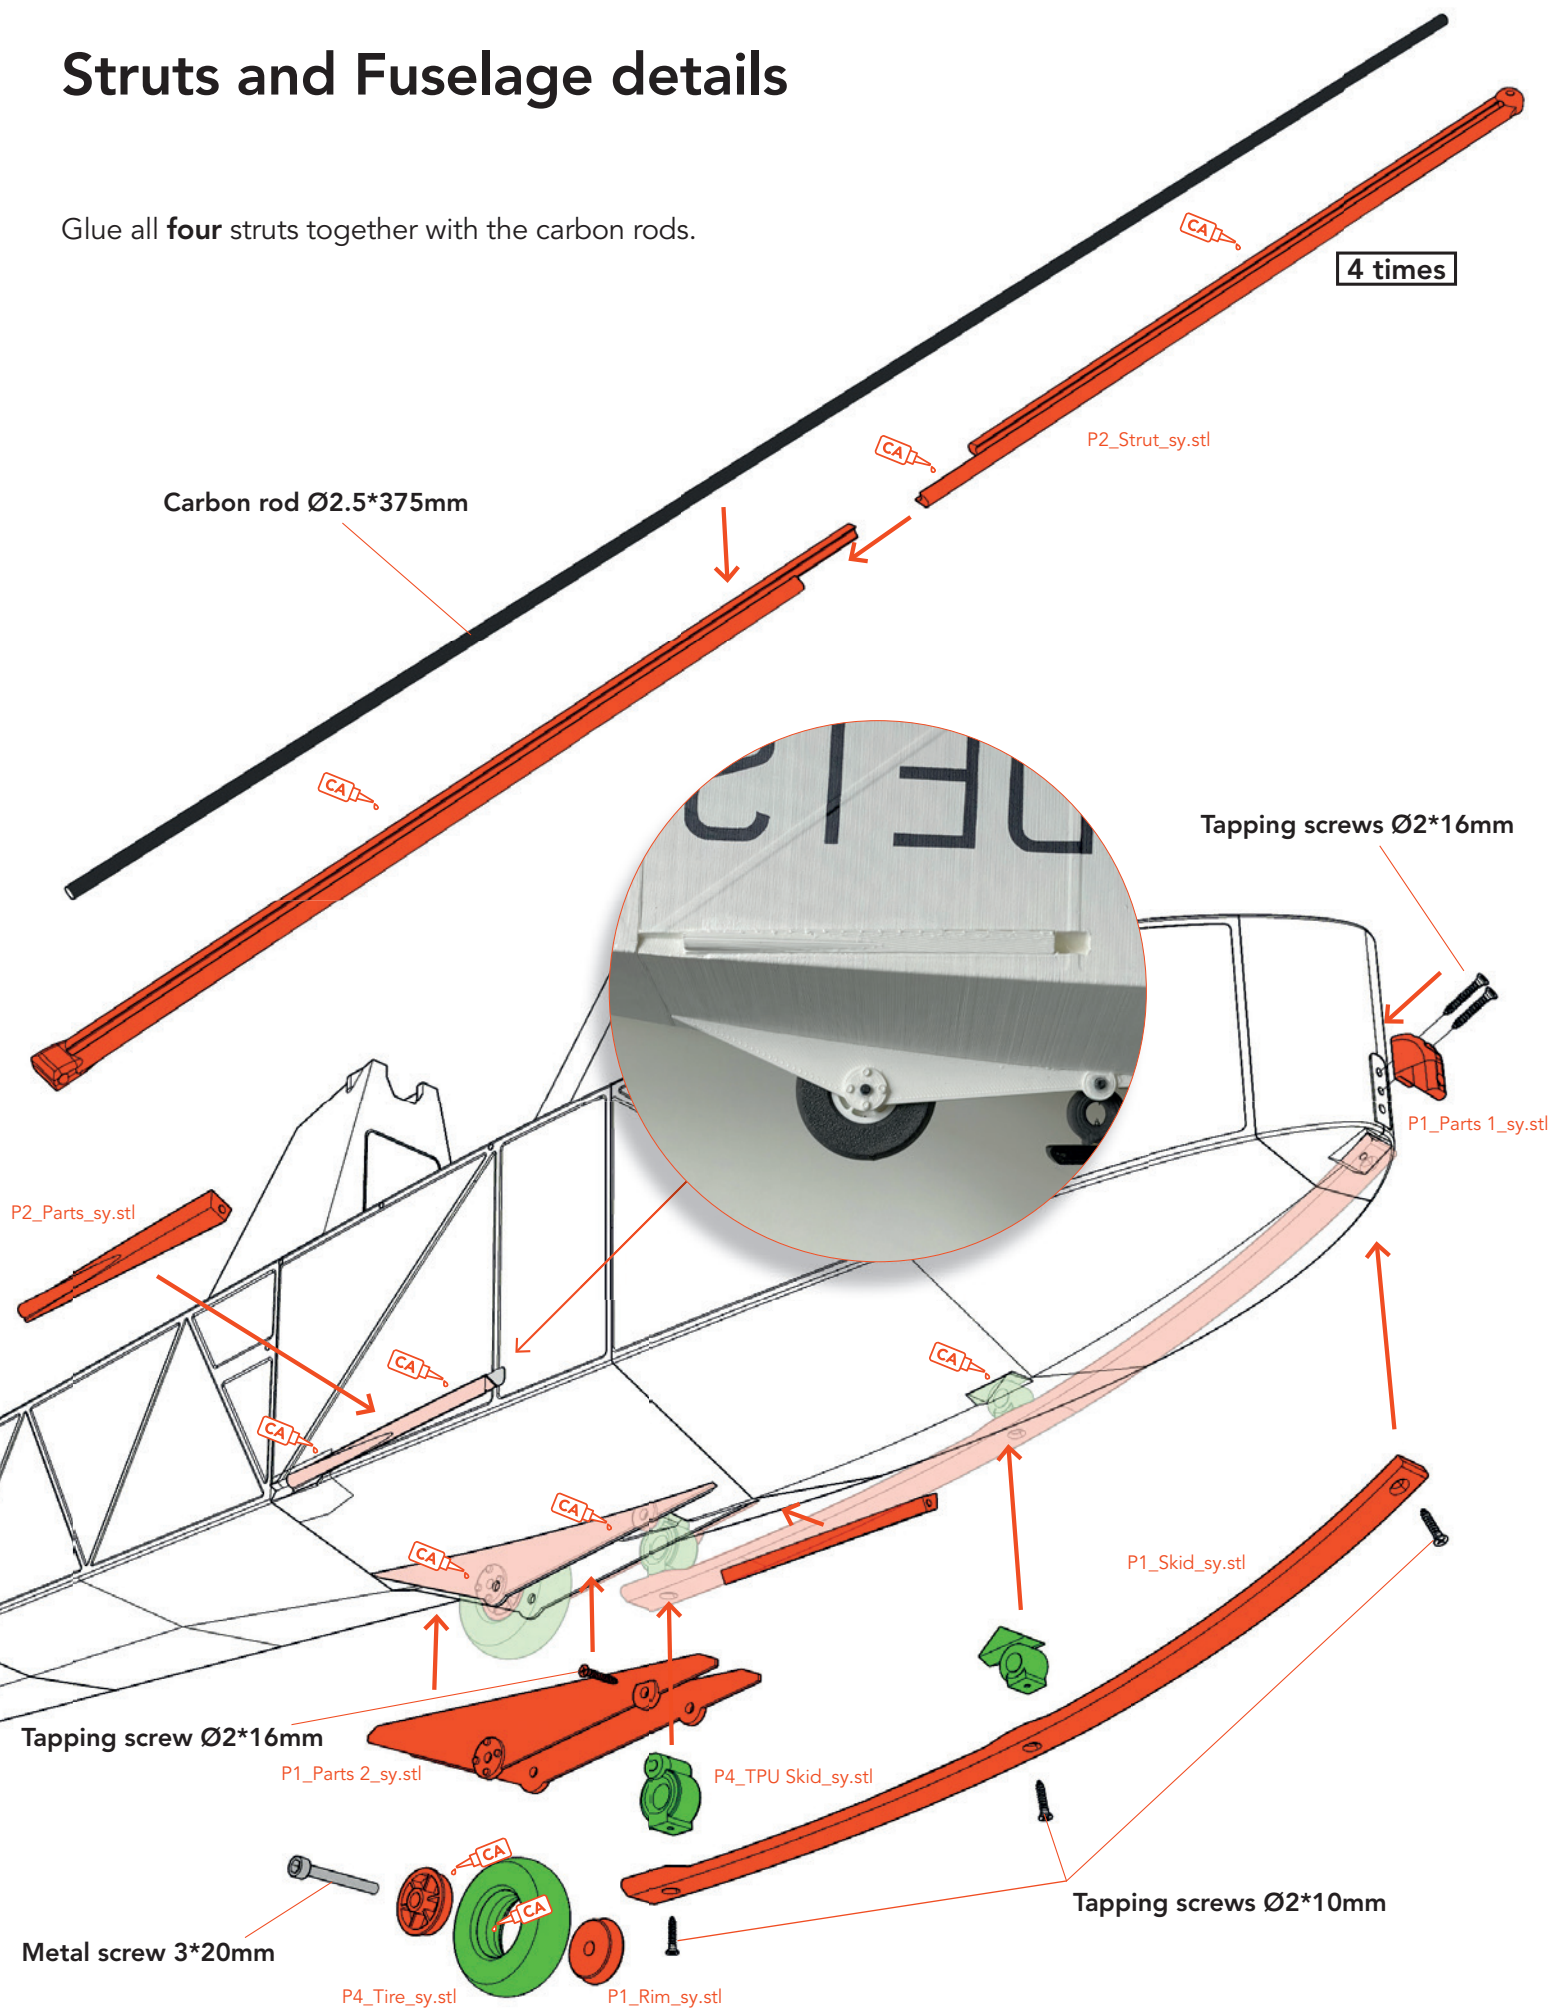 Struts and Fuselage details
Glue all four struts together with the carbon rods.
CA
4 times
P2_Strut_sy.stl
CA
Carbon rod Ø2.5*375mm
CA
Tapping screws Ø2*16mm
P1_Parts 1_sy.stl
P2_Parts_sy.stl
CA
CA
CA
CA
CA
P1_Skid_sy.stl
Tapping screw Ø2*16mm
P1_Parts 2_sy.stl
P4_TPU Skid_sy.stl
CA
CA
Tapping screws Ø2*10mm
Metal screw 3*20mm
P4_Tire_sy.stl
P1_Rim_sy.stl